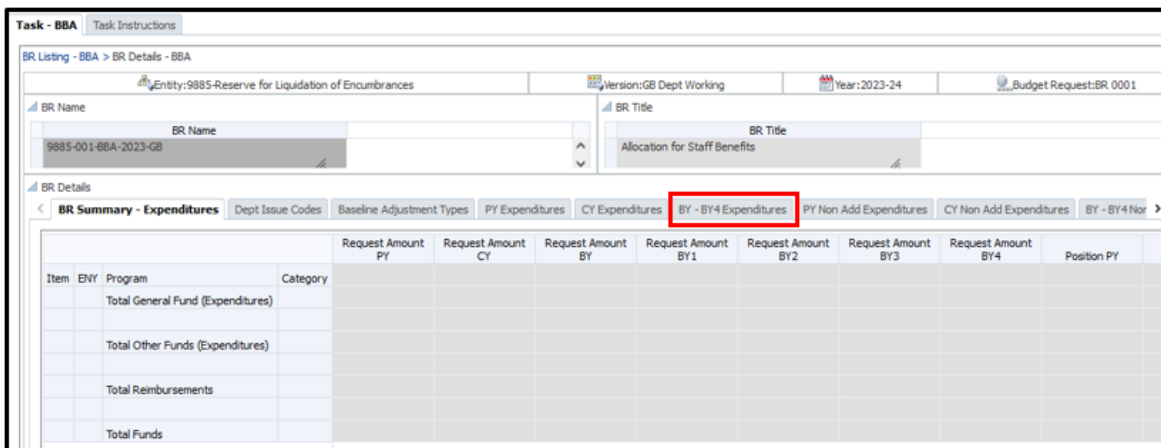 Task - BBA Task Instructions
BR Listing - BBA > BR Details - BBA
Entity:9885-Reserve for Liquidation of Encumbrances Version:GB Dept Working Year:2023-24 Budget Request:BR 0001
BR Name BR Title
BR Name BR Title
9885-001-BBA-2023-GB Allocation for Staff Benefits
BR Details
BR Summary - Expenditures Dept Issue Codes Baseline Adjustment Types PY Expenditures CY Expenditures BY - BY4 Expenditures PY Non Add Expenditures CY Non Add Expenditures BY - BY4 Nor
Request Amount Request Amount Request Amount Request Amount Request Amount Request Amount Request Amount
PY CY BY BY1 BY2 BY3 BY4 Position PY
Item ENY Program Category
Total General Fund (Expenditures)
Total Other Funds (Expenditures)
Total Reimbursements
Total Funds